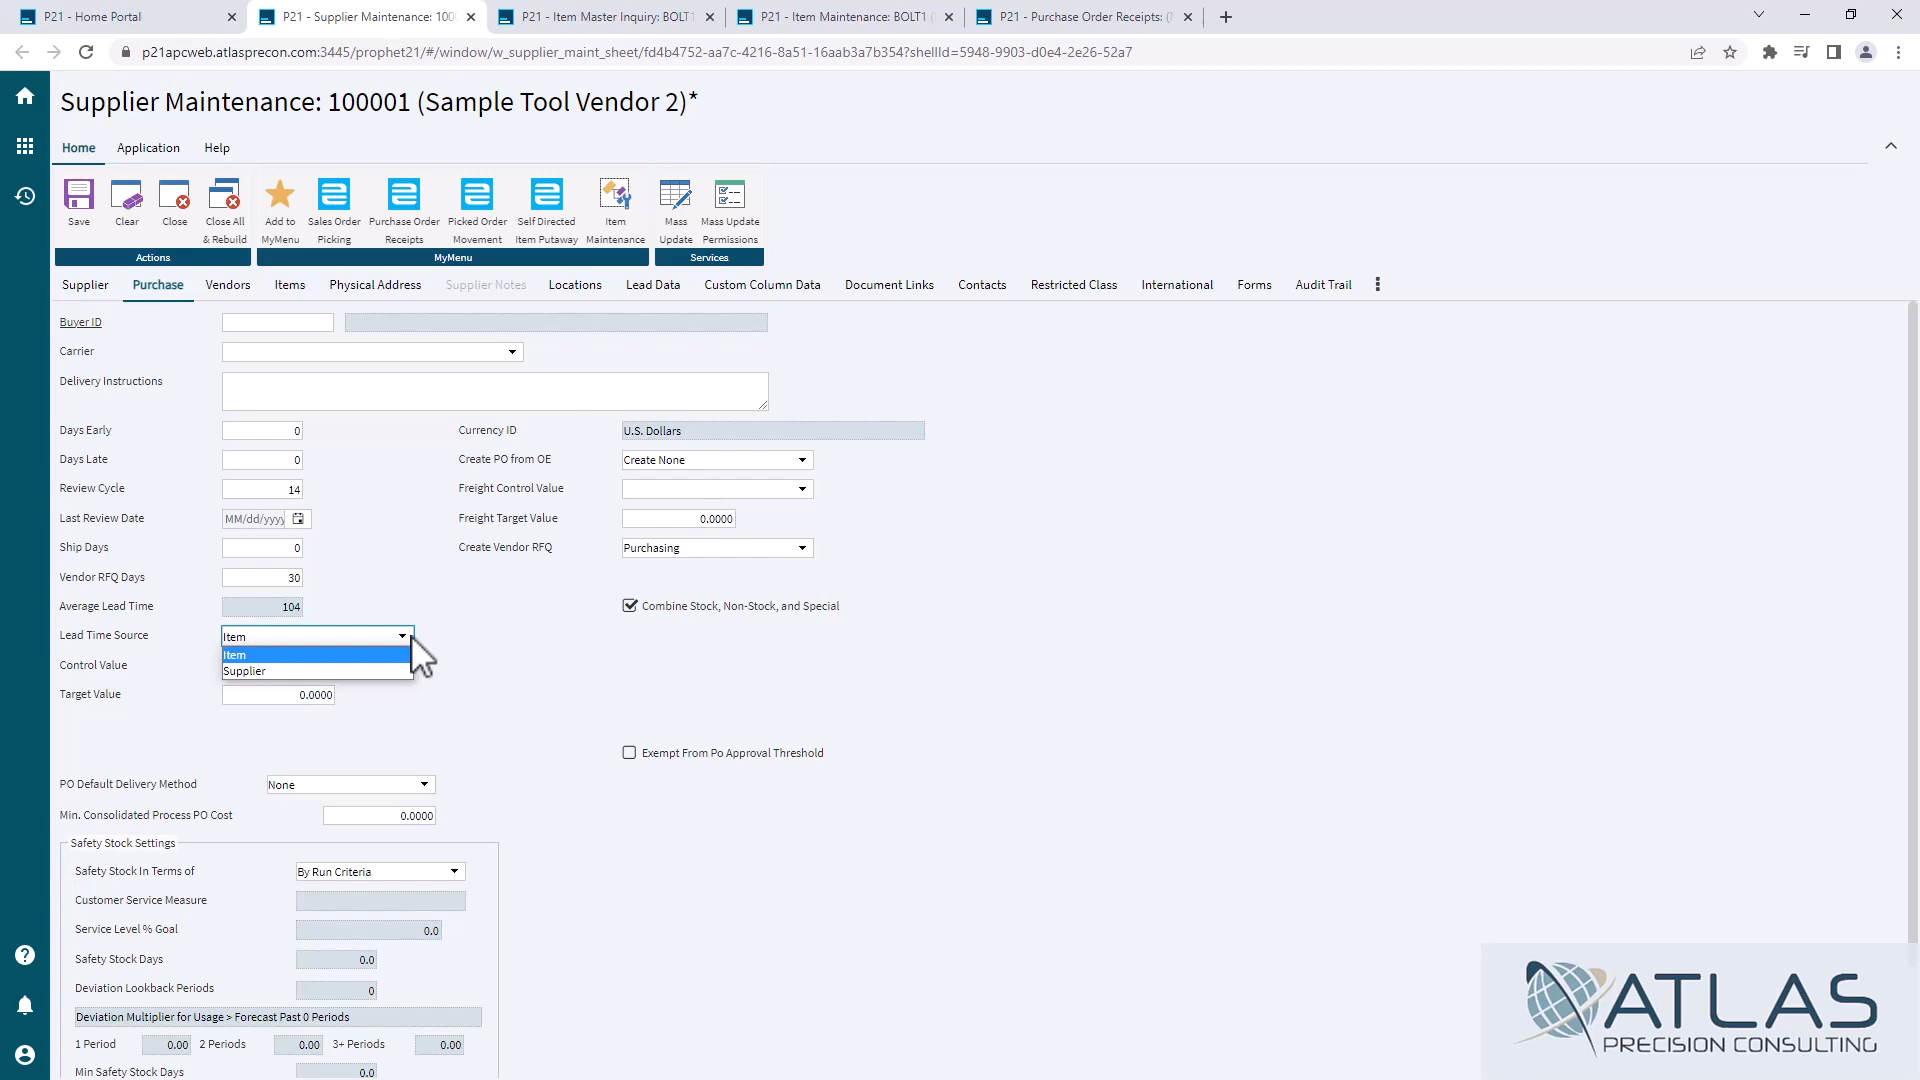 P21 - Home Portal
P21 - Supplier Maintenance: 100
P21 - Item Master Inquiry: BOLT1
P21 - Item Maintenance: BOLT1 (
P21 - Purchase Order Receipts: (
p21apcweb.atlasprecon.com:3445/prophet21/#/window/w_supplier_maint_sheet/fd4b4752-aa7c-4216-8a51-16aab3a7b354?shellId=5948-9903-d0e4-2e26-52a7
Supplier Maintenance: 100001 (Sample Tool Vendor 2)*
Home Application Help
Save Clear Close Close All & Rebuild
Add to MyMenu Sales Order Picking Purchase Order Receipts Picked Order Movement Self Directed Item Putaway Item Maintenance
Mass Update Mass Update Permissions
Actions MyMenu Services
Supplier Purchase Vendors Items Physical Address Supplier Notes Locations Lead Data Custom Column Data Document Links Contacts Restricted Class International Forms Audit Trail
Buyer ID
Carrier
Delivery Instructions
Days Early 0 Currency ID U.S. Dollars
Days Late 0 Create PO from OE Create None
Review Cycle 14 Freight Control Value
Last Review Date MM/dd/yyyy Freight Target Value 0.0000
Ship Days 0 Create Vendor RFQ Purchasing
Vendor RFQ Days 30
Average Lead Time 104 Combine Stock, Non-Stock, and Special
Lead Time Source Item
Item
Control Value
Supplier
Target Value 0.0000
Exempt From Po Approval Threshold
PO Default Delivery Method None
Min. Consolidated Process PO Cost 0.0000
Safety Stock Settings
Safety Stock In Terms of By Run Criteria
Customer Service Measure
Service Level % Goal 0.0
Safety Stock Days 0.0
Deviation Lookback Periods 0
Deviation Multiplier for Usage > Forecast Past 0 Periods
1 Period 0.00 2 Periods 0.00 3+ Periods 0.00
Min Safety Stock Days 0.0
ATLAS
PRECISION CONSULTING